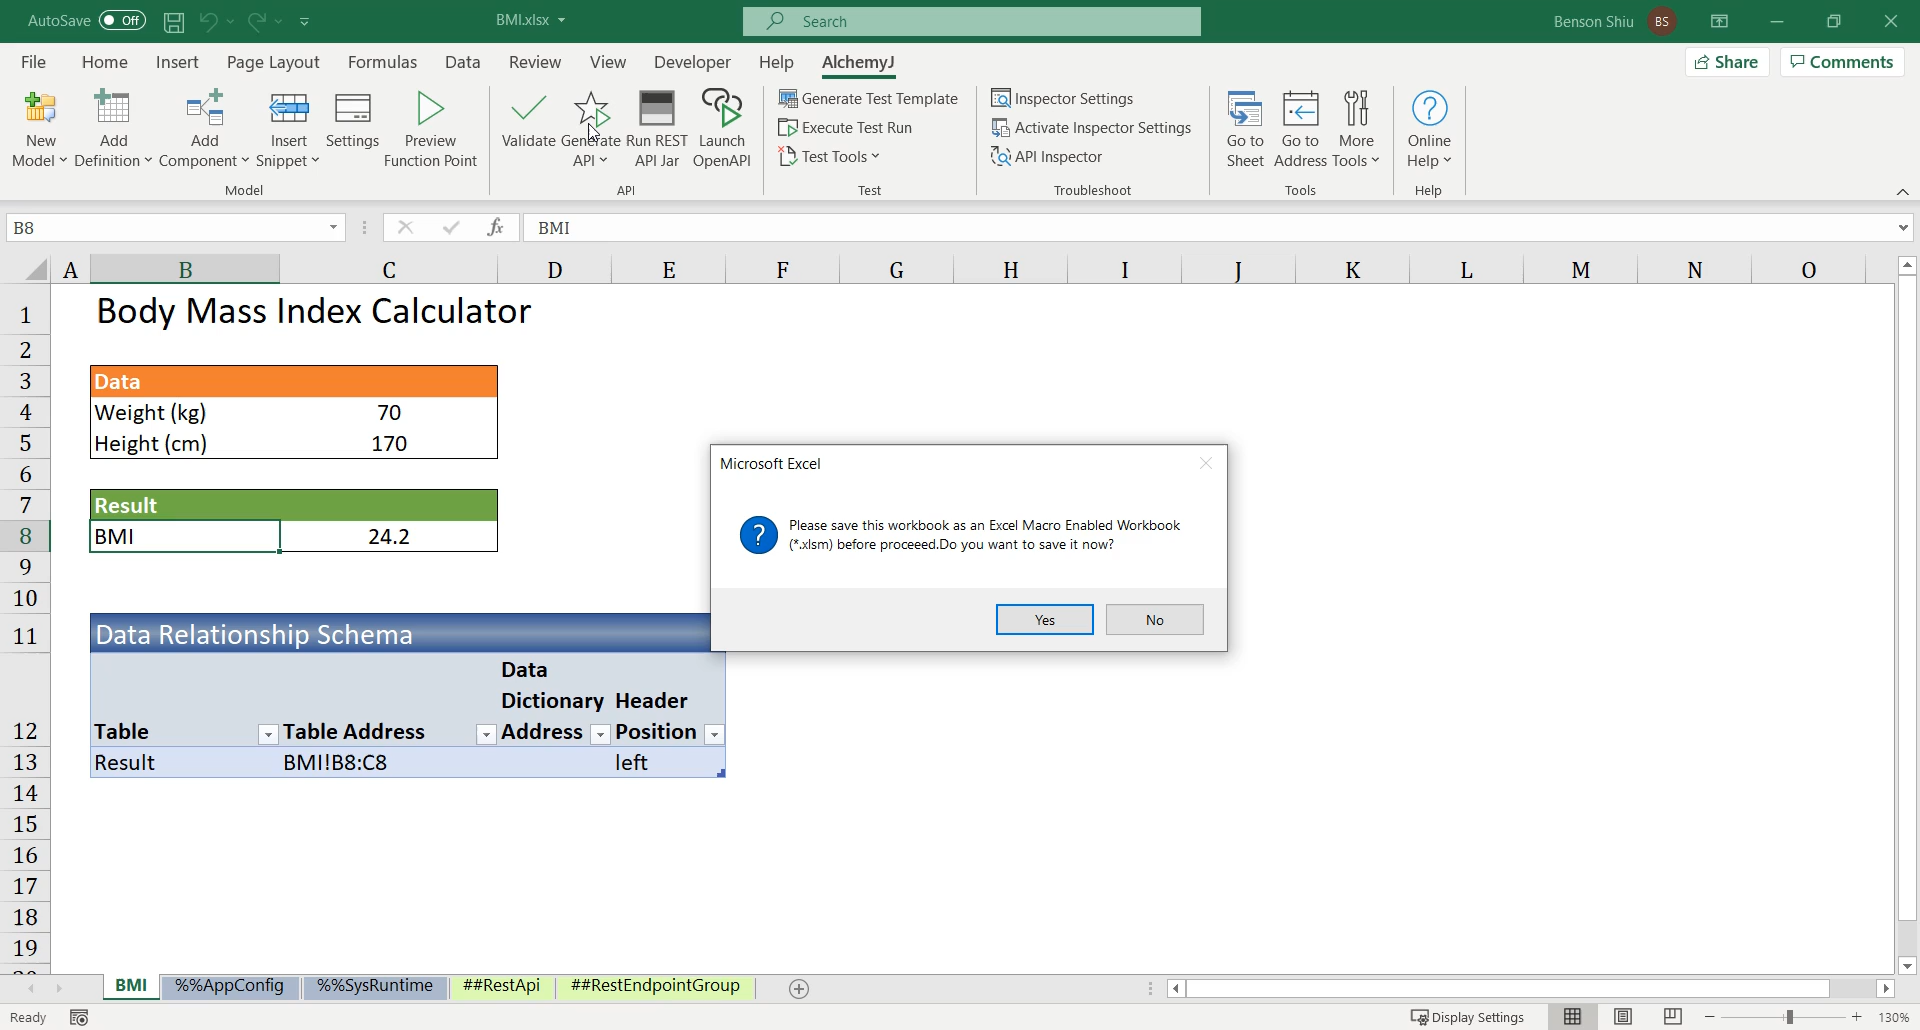 AutoSave Off
BMI.xlsx
Search
Benson Shiu BS
File Home Insert Page Layout Formulas Data Review View Developer Help AlchemyJ
Share Comments
New Model
Add Definition
Add Component
Insert Snippet
Settings
Preview Function Point
Model
Validate
Generate API
Run REST API Jar
Launch OpenAPI
API
Generate Test Template
Execute Test Run
Test Tools
Test
Inspector Settings
Activate Inspector Settings
API Inspector
Troubleshoot
Go to Sheet
Go to Address
More Tools
Tools
Online Help
Help
B8
fx
BMI
A B C D E F G H I J K L M N O
1 Body Mass Index Calculator
2
3 Data
4 Weight (kg) 70
5 Height (cm) 170
6
7 Result
8 BMI 24.2
9
10
11 Data Relationship Schema
12 Table Table Address Data Dictionary Address Header Position
13 Result BMI!B8:C8 left
14
15
16
17
18
19
Microsoft Excel
?
Please save this workbook as an Excel Macro Enabled Workbook
(*.xlsm) before proceeed.Do you want to save it now?
Yes No
BMI %%AppConfig %%SysRuntime ##RestApi ##RestEndpointGroup
Ready
Display Settings
130%